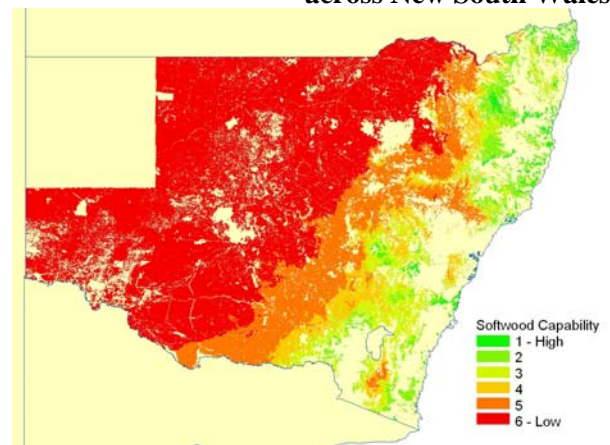 across New South Wales
Softwood Capability
1 - High
2
3
4
5
6 - Low